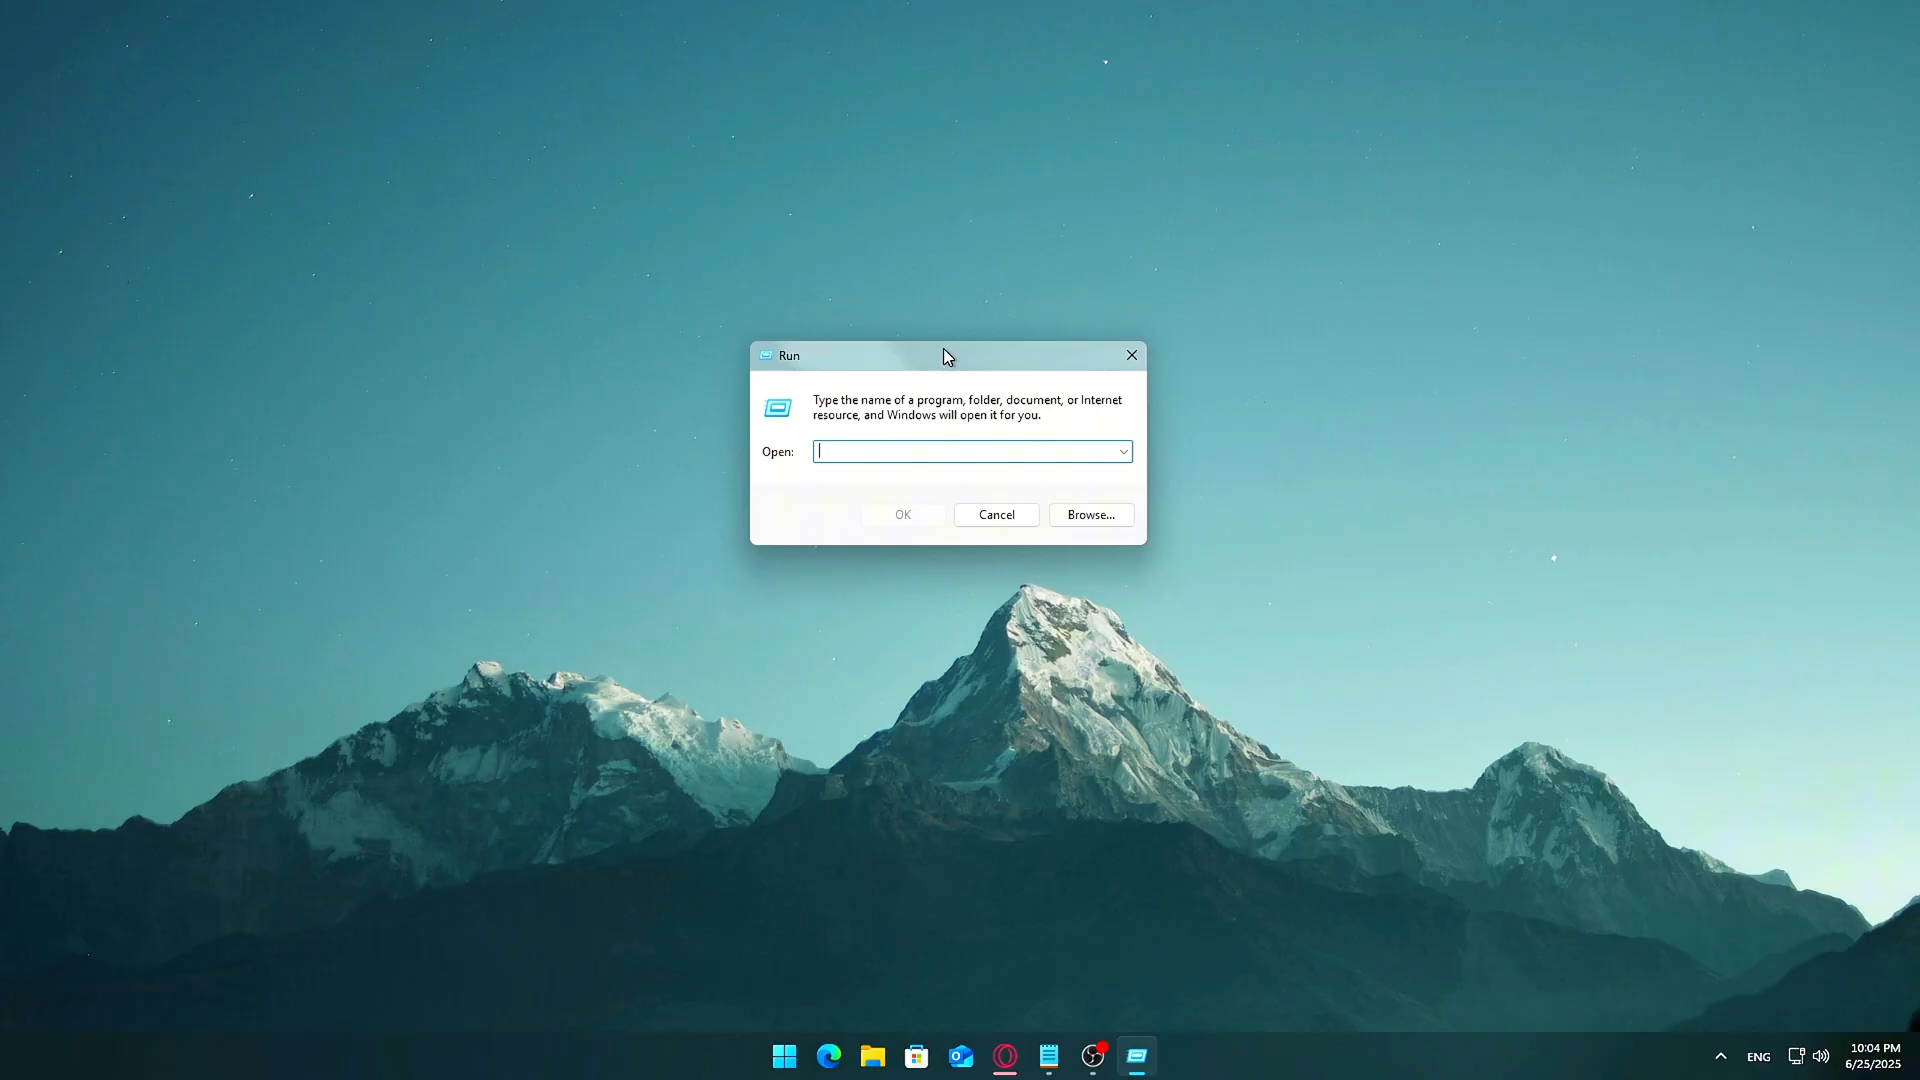 Run
Type the name of a program, folder, document, or Internet
resource, and Windows will open it for you.
Open:
OK
Cancel
Browse...
ENG
10:04 PM
6/25/2025